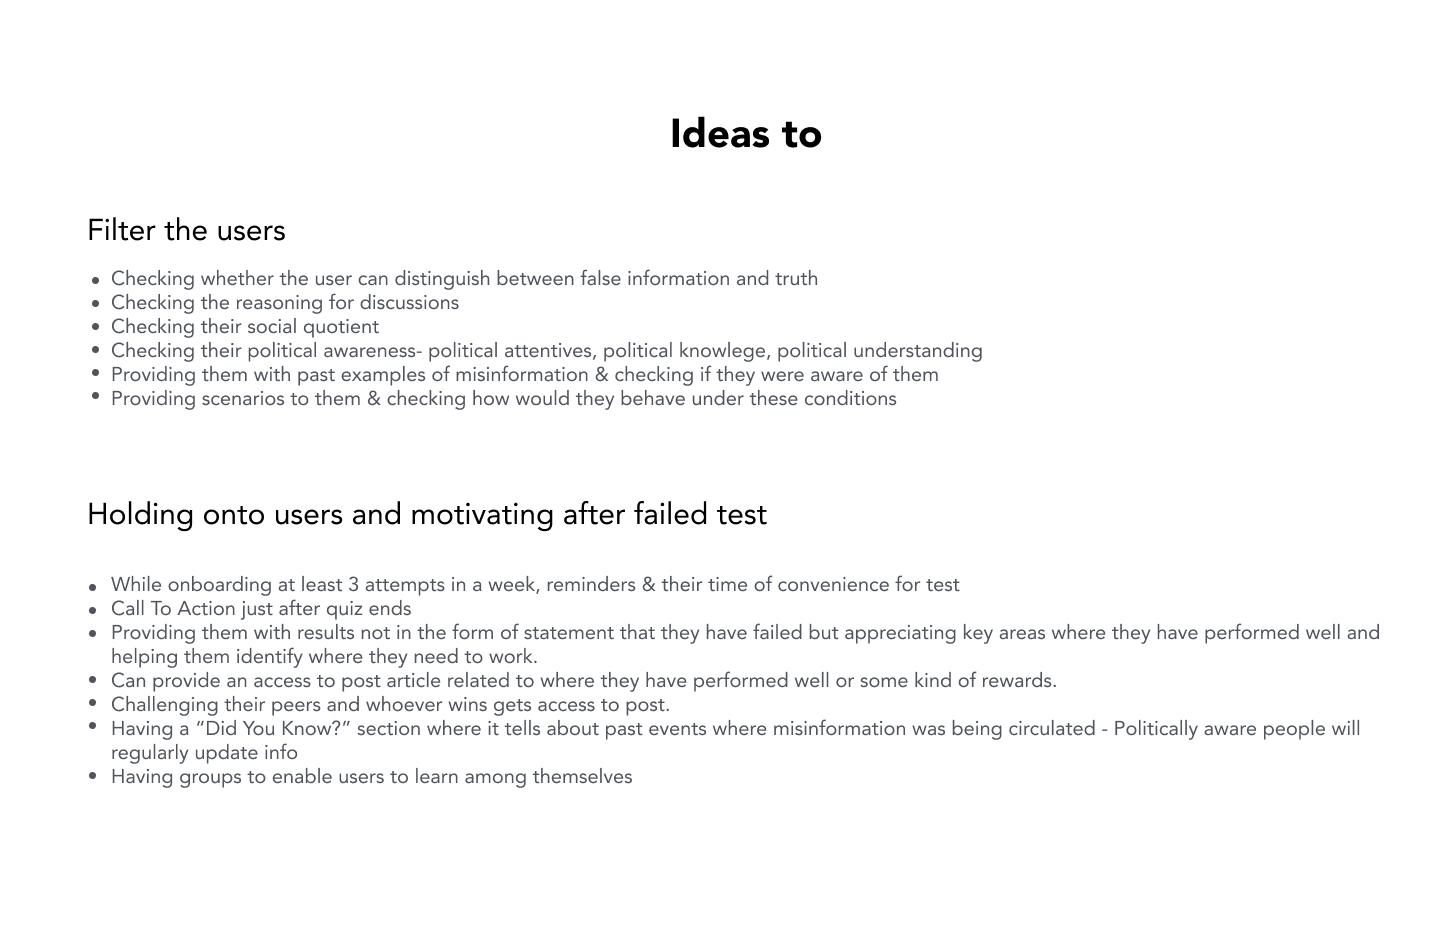 Ideas to
Filter the users
• Checking whether the user can distinguish between false information and truth
• Checking the reasoning for discussions
• Checking their social quotient
• Checking their political awareness- political attentives, political knowlege, political understanding
• Providing them with past examples of misinformation & checking if they were aware of them
• Providing scenarios to them & checking how would they behave under these conditions
Holding onto users and motivating after failed test
• While onboarding at least 3 attempts in a week, reminders & their time of convenience for test
• Call To Action just after quiz ends
• Providing them with results not in the form of statement that they have failed but appreciating key areas where they have performed well and
helping them identify where they need to work.
• Can provide an access to post article related to where they have performed well or some kind of rewards.
• Challenging their peers and whoever wins gets access to post.
• Having a “Did You Know?” section where it tells about past events where misinformation was being circulated - Politically aware people will
regularly update info
• Having groups to enable users to learn among themselves